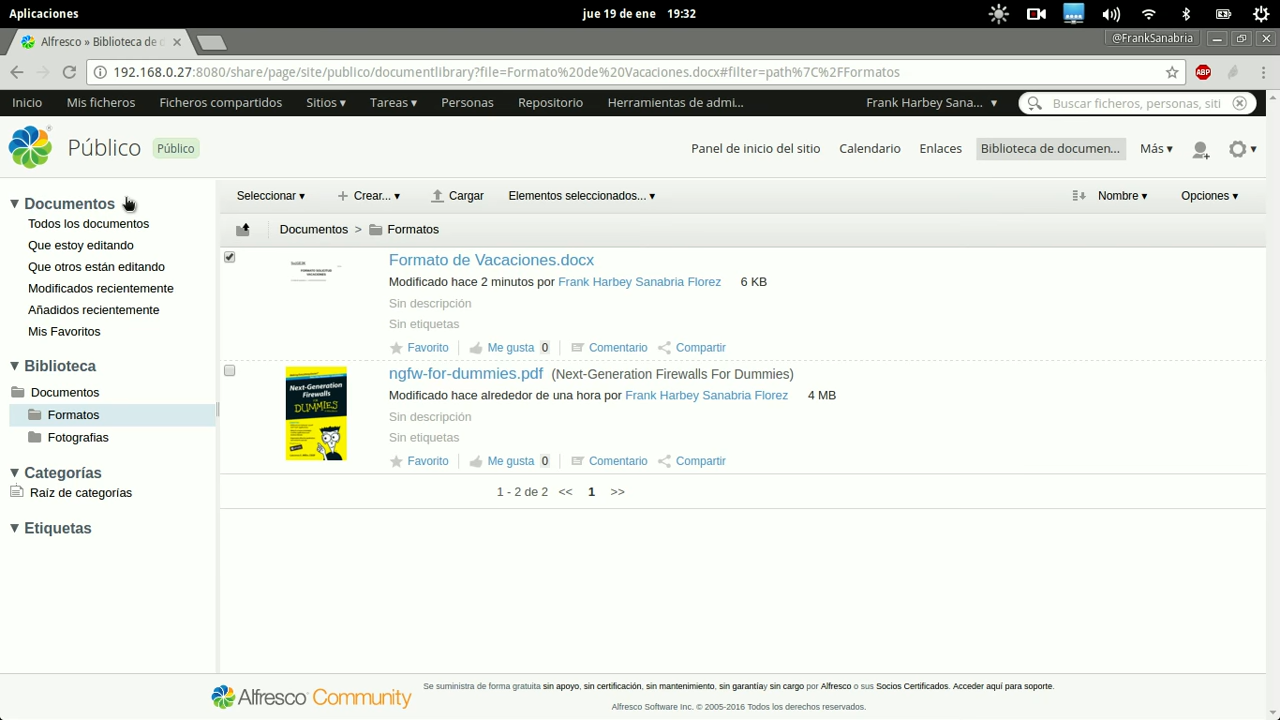 Aplicaciones jue 19 de ene 19:32
Alfresco » Biblioteca de d @FrankSanabria
192.168.0.27:8080/share/page/site/publico/documentlibrary?file=Formato%20de%20Vacaciones.docx#filter=path%7C%2FFormatos ABP
Inicio Mis ficheros Ficheros compartidos Sitios Tareas Personas Repositorio Herramientas de admi... Frank Harbey Sana... Buscar ficheros, personas, siti
Público Público Panel de inicio del sitio Calendario Enlaces Biblioteca de documen... Más
Documentos
Todos los documentos
Que estoy editando
Que otros están editando
Modificados recientemente
Añadidos recientemente
Mis Favoritos
Biblioteca
Documentos
Formatos
Fotografias
Categorías
Raíz de categorías
Etiquetas
Seleccionar Crear... Cargar Elementos seleccionados... Nombre Opciones
Documentos > Formatos
FORMATO SOLICITUD
VACACIONES
Formato de Vacaciones.docx
Modificado hace 2 minutos por Frank Harbey Sanabria Florez 6 KB
Sin descripción
Sin etiquetas
Favorito Me gusta 0 Comentario Compartir
Next-Generation
Firewalls
FOR
DUMMIES
ngfw-for-dummies.pdf (Next-Generation Firewalls For Dummies)
Modificado hace alrededor de una hora por Frank Harbey Sanabria Florez 4 MB
Sin descripción
Sin etiquetas
Favorito Me gusta 0 Comentario Compartir
1 - 2 de 2 << 1 >>
Alfresco Community
Se suministra de forma gratuita sin apoyo, sin certificación, sin mantenimiento, sin garantíay sin cargo por Alfresco o sus Socios Certificados. Acceder aquí para soporte.
Alfresco Software Inc. © 2005-2016 Todos los derechos reservados.